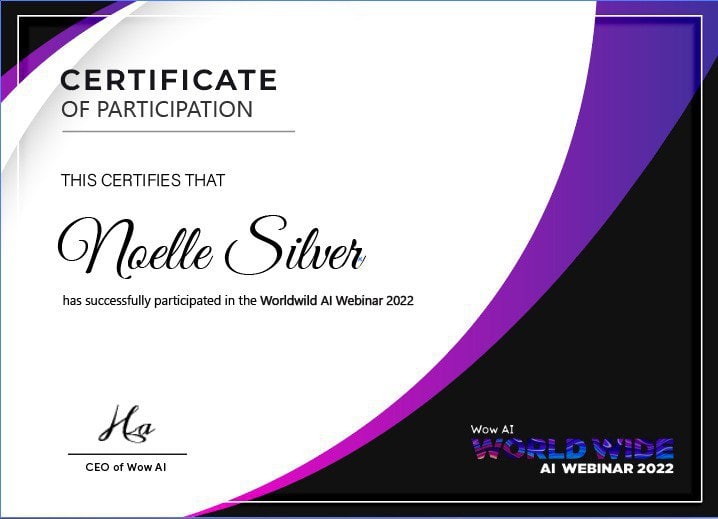 CERTIFICATE
OF PARTICIPATION
THIS CERTIFIES THAT
Noelle Silver
has successfully participated in the Worldwild AI Webinar 2022
Ha
CEO of Wow AI
Wow AI
WORLD WIDE
AI WEBINAR 2022